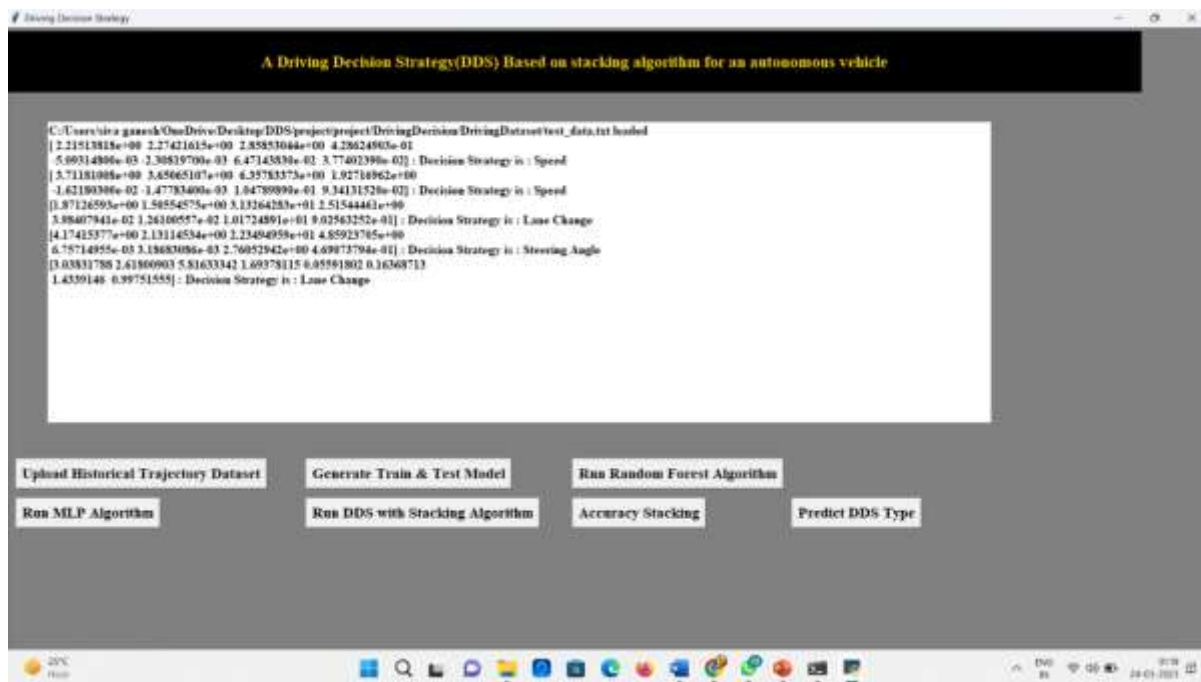 Driving Decision Strategy
A Driving Decision Strategy(DDS) Based on stacking algorithm for an autonomous vehicle
C:/Users/siva ganesh/OneDrive/Desktop/DDS/project/project/DrivingDecision/DrivingDataset/test_data.txt loaded
[ 2.21513818e+00 2.27421615e+00 2.85853044e+00 4.28624903e-01
-5.09314800e-03 -2.30819700e-03 6.47143830e-02 3.77402390e-02] : Decision Strategy is : Speed
[ 3.71181008e+00 3.65065107e+00 6.35783373e+00 1.92716962e+00
-1.62180300e-02 -1.47783400e-03 1.04789890e-01 9.34131520e-02] : Decision Strategy is : Speed
[1.87126593e+00 1.50554575e+00 3.13264283e+01 2.51544461e+00
3.98407941e-02 1.26100557e-02 1.01724891e+01 9.02563252e-01] : Decision Strategy is : Lane Change
[4.17415377e+00 2.13114534e+00 2.23494959e+01 4.85923705e+00
6.75714955e-03 3.18683086e-03 2.76052942e+00 4.69073794e-01] : Decision Strategy is : Steering Angle
[3.03831788 2.61800903 5.81633342 1.69378115 0.05591802 0.16368713
1.4339146 0.99751555] : Decision Strategy is : Lane Change
Upload Historical Trajectory Dataset Generate Train & Test Model Run Random Forest Algorithm
Run MLP Algorithm Run DDS with Stacking Algorithm Accuracy Stacking Predict DDS Type
25°C
ENG
IN
24-03-2023